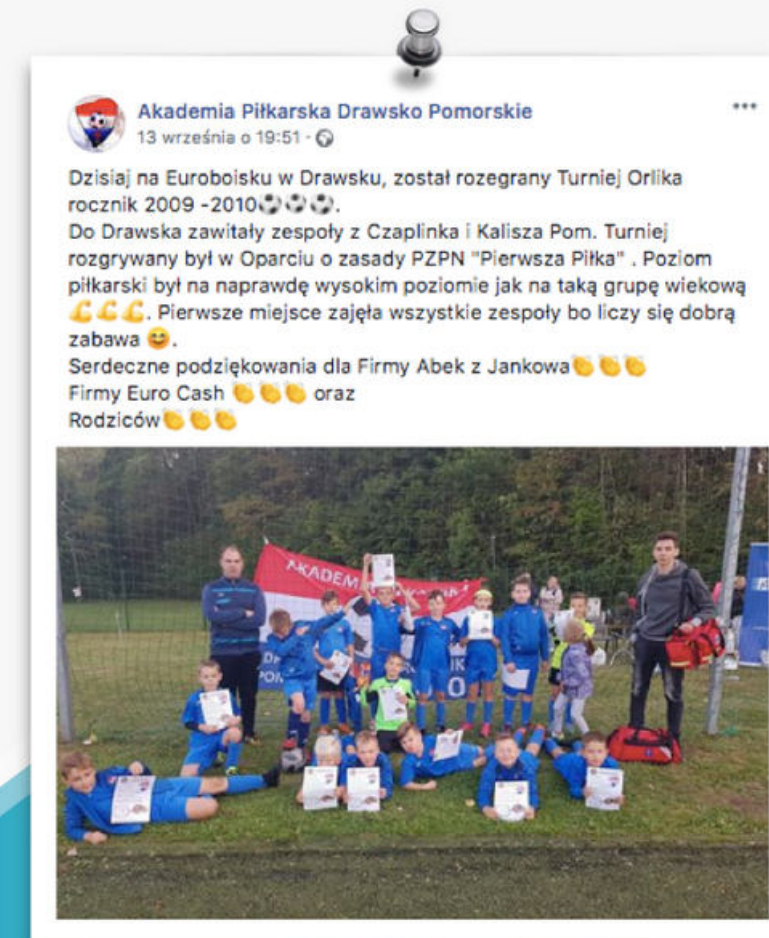 Akademia Piłkarska Drawsko Pomorskie
13 września o 19:51 ·
Dzisiaj na Euroboisku w Drawsku, został rozegrany Turniej Orlika
rocznik 2009 -2010⚽⚽⚽.
Do Drawska zawitały zespoły z Czaplinka i Kalisza Pom. Turniej
rozgrywany był w Oparciu o zasady PZPN "Pierwsza Piłka" . Poziom
piłkarski był na naprawdę wysokim poziomie jak na taką grupę wiekową
💪💪💪. Pierwsze miejsce zajęła wszystkie zespoły bo liczy się dobrą
zabawa 😄.
Serdeczne podziękowania dla Firmy Abek z Jankowa👏👏👏
Firmy Euro Cash 👏👏👏 oraz
Rodziców👏👏👏
AKADEM